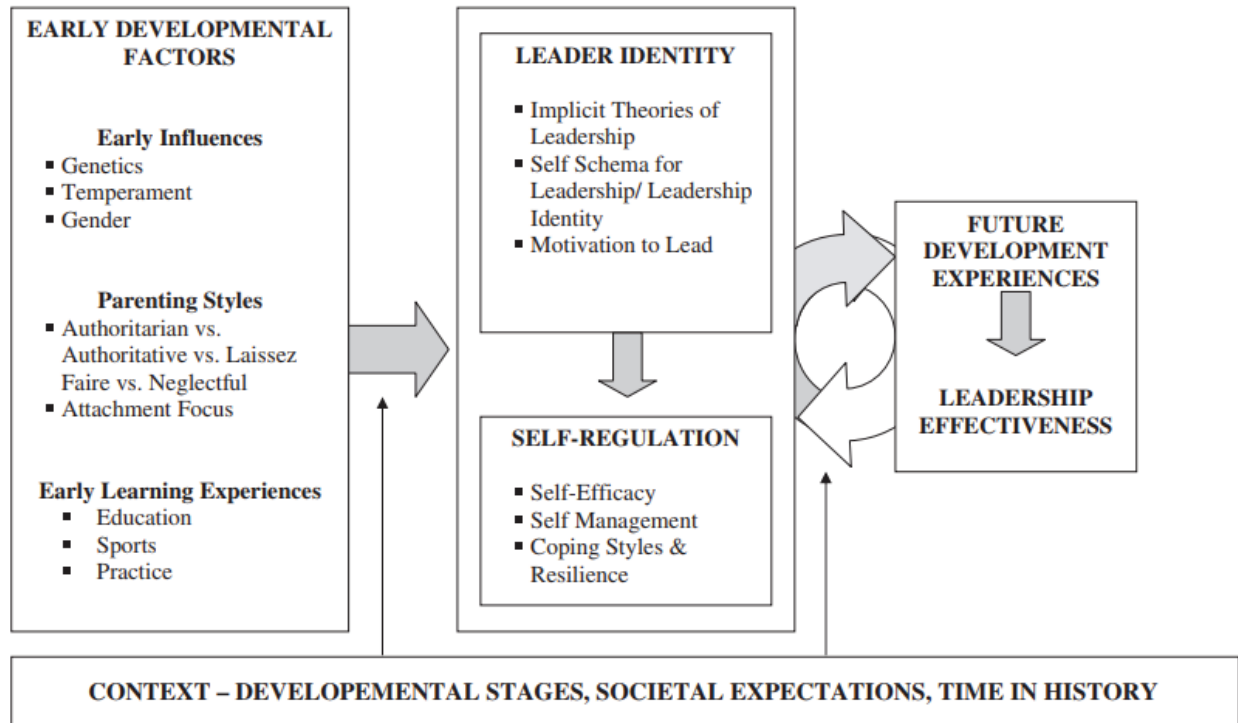 EARLY DEVELOPMENTAL
FACTORS
Early Influences
▪ Genetics
▪ Temperament
▪ Gender
Parenting Styles
▪ Authoritarian vs.
Authoritative vs. Laissez
Faire vs. Neglectful
▪ Attachment Focus
Early Learning Experiences
▪ Education
▪ Sports
▪ Practice
LEADER IDENTITY
▪ Implicit Theories of
Leadership
▪ Self Schema for
Leadership/ Leadership
Identity
▪ Motivation to Lead
SELF-REGULATION
▪ Self-Efficacy
▪ Self Management
▪ Coping Styles &
Resilience
FUTURE
DEVELOPMENT
EXPERIENCES
LEADERSHIP
EFFECTIVENESS
CONTEXT – DEVELOPEMENTAL STAGES, SOCIETAL EXPECTATIONS, TIME IN HISTORY